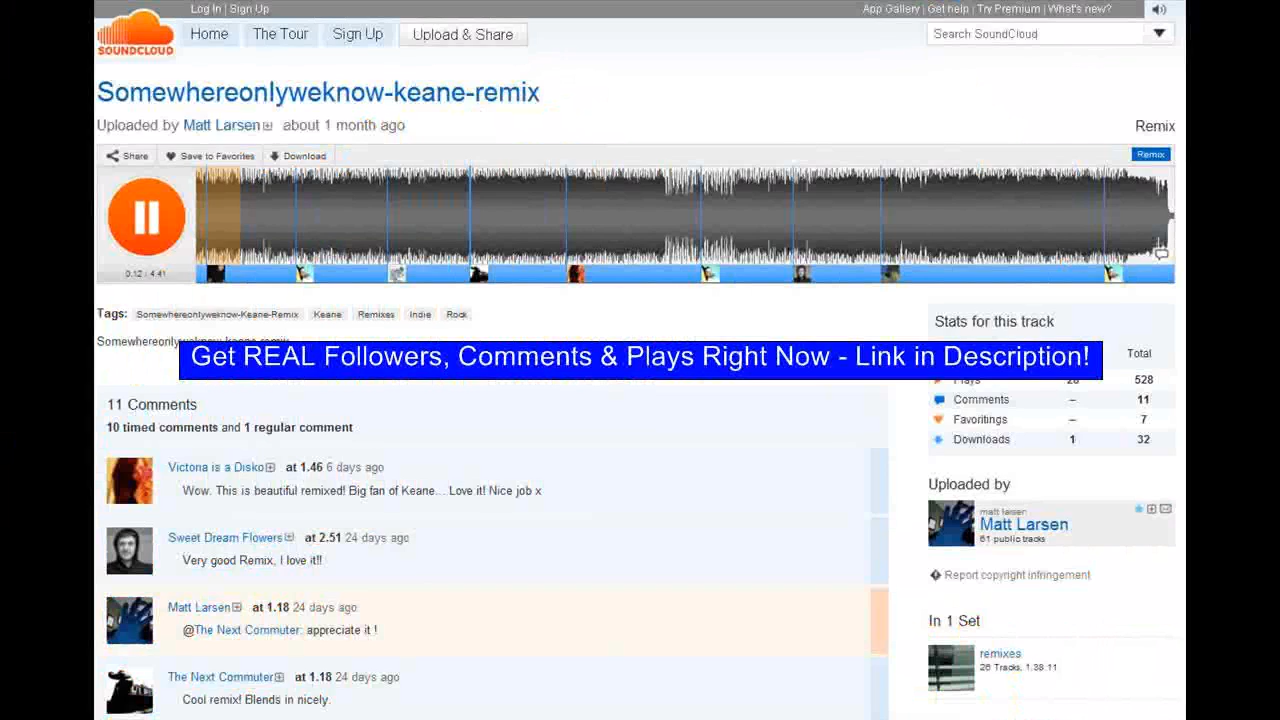 Log In | Sign Up
App Gallery | Get help | Try Premium | What's new?
SOUNDCLOUD
Home
The Tour
Sign Up
Upload & Share
Search SoundCloud
Somewhereonlyweknow-keane-remix
Uploaded by Matt Larsen about 1 month ago
Remix
Share
Save to Favorites
Download
Remix
0.12 / 4.41
Tags: Somewhereonlyweknow-Keane-Remix Keane Remixes Indie Rock
Somewhereonlyweknow-keane-remix
Get REAL Followers, Comments & Plays Right Now - Link in Description!
Stats for this track
Total
Plays 528
Comments – 11
Favoritings – 7
Downloads 1 32
11 Comments
10 timed comments and 1 regular comment
Victoria is a Disko at 1.46 6 days ago
Wow. This is beautiful remixed! Big fan of Keane... Love it! Nice job x
Sweet Dream Flowers at 2.51 24 days ago
Very good Remix, I love it!!
Matt Larsen at 1.18 24 days ago
@The Next Commuter: appreciate it !
The Next Commuter at 1.18 24 days ago
Cool remix! Blends in nicely.
Uploaded by
matt larsen
Matt Larsen
61 public tracks
Report copyright infringement
In 1 Set
remixes
26 Tracks, 1.38.11